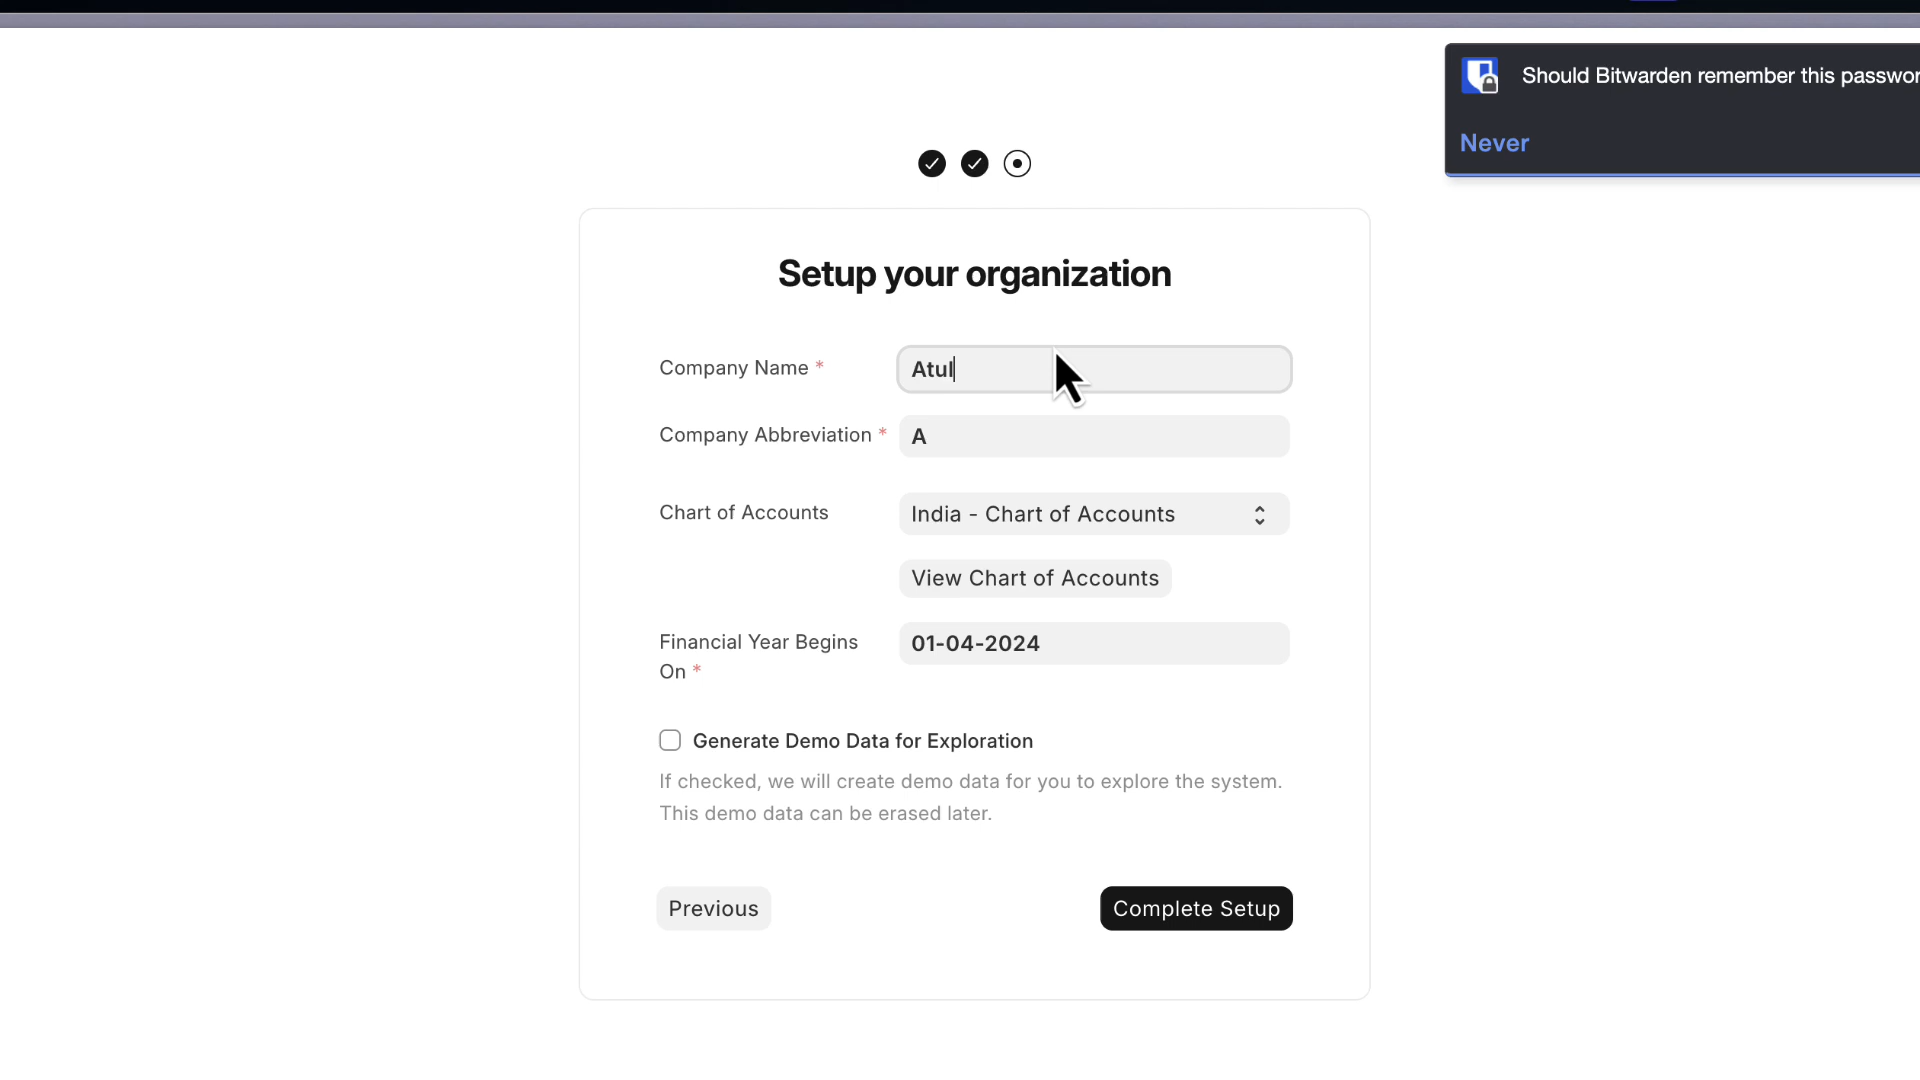 Should Bitwarden remember this
Never
Setup your organization
Company Name *
Atul
Company Abbreviation *
A
Chart of Accounts
India - Chart of Accounts
View Chart of Accounts
Financial Year Begins
On *
01-04-2024
Generate Demo Data for Exploration
If checked, we will create demo data for you to explore the system.
This demo data can be erased later.
Previous
Complete Setup